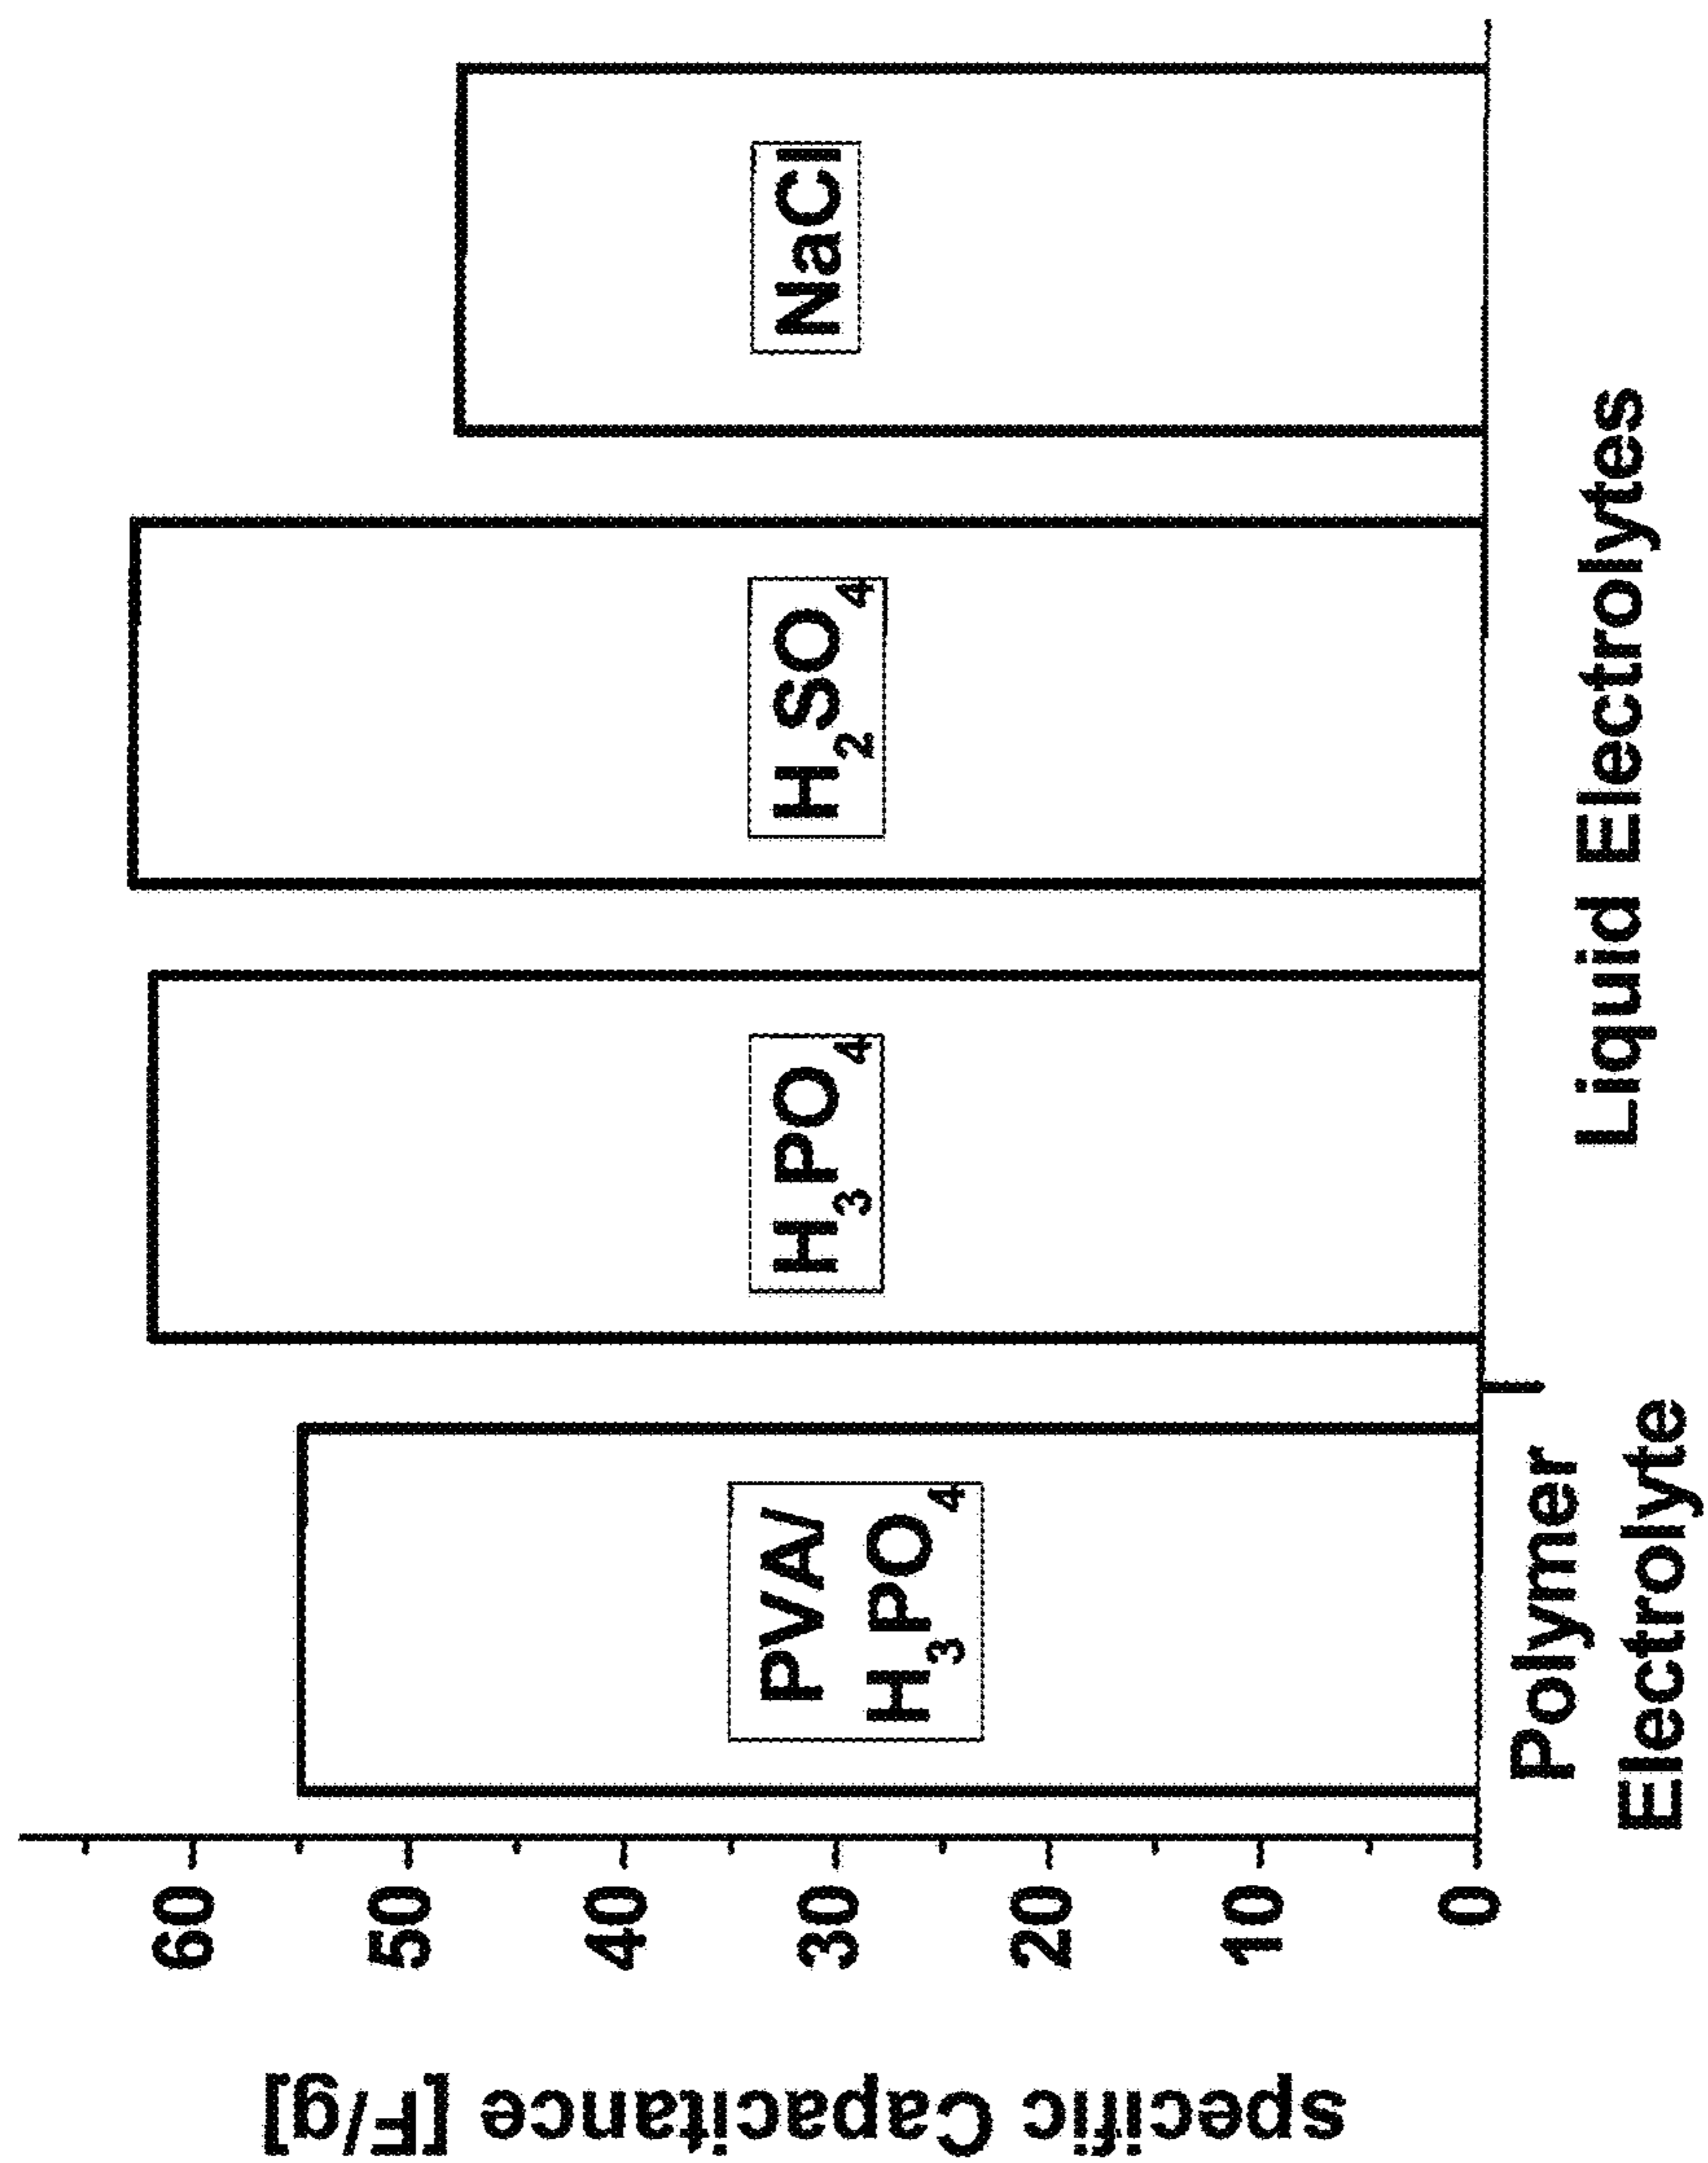 specific Capacitance [F/g]
60
50
40
30
20
10
0
PVA/
H₃PO₄
H₃PO₄
H₂SO₄
NaCl
Polymer
Electrolyte
Liquid Electrolytes